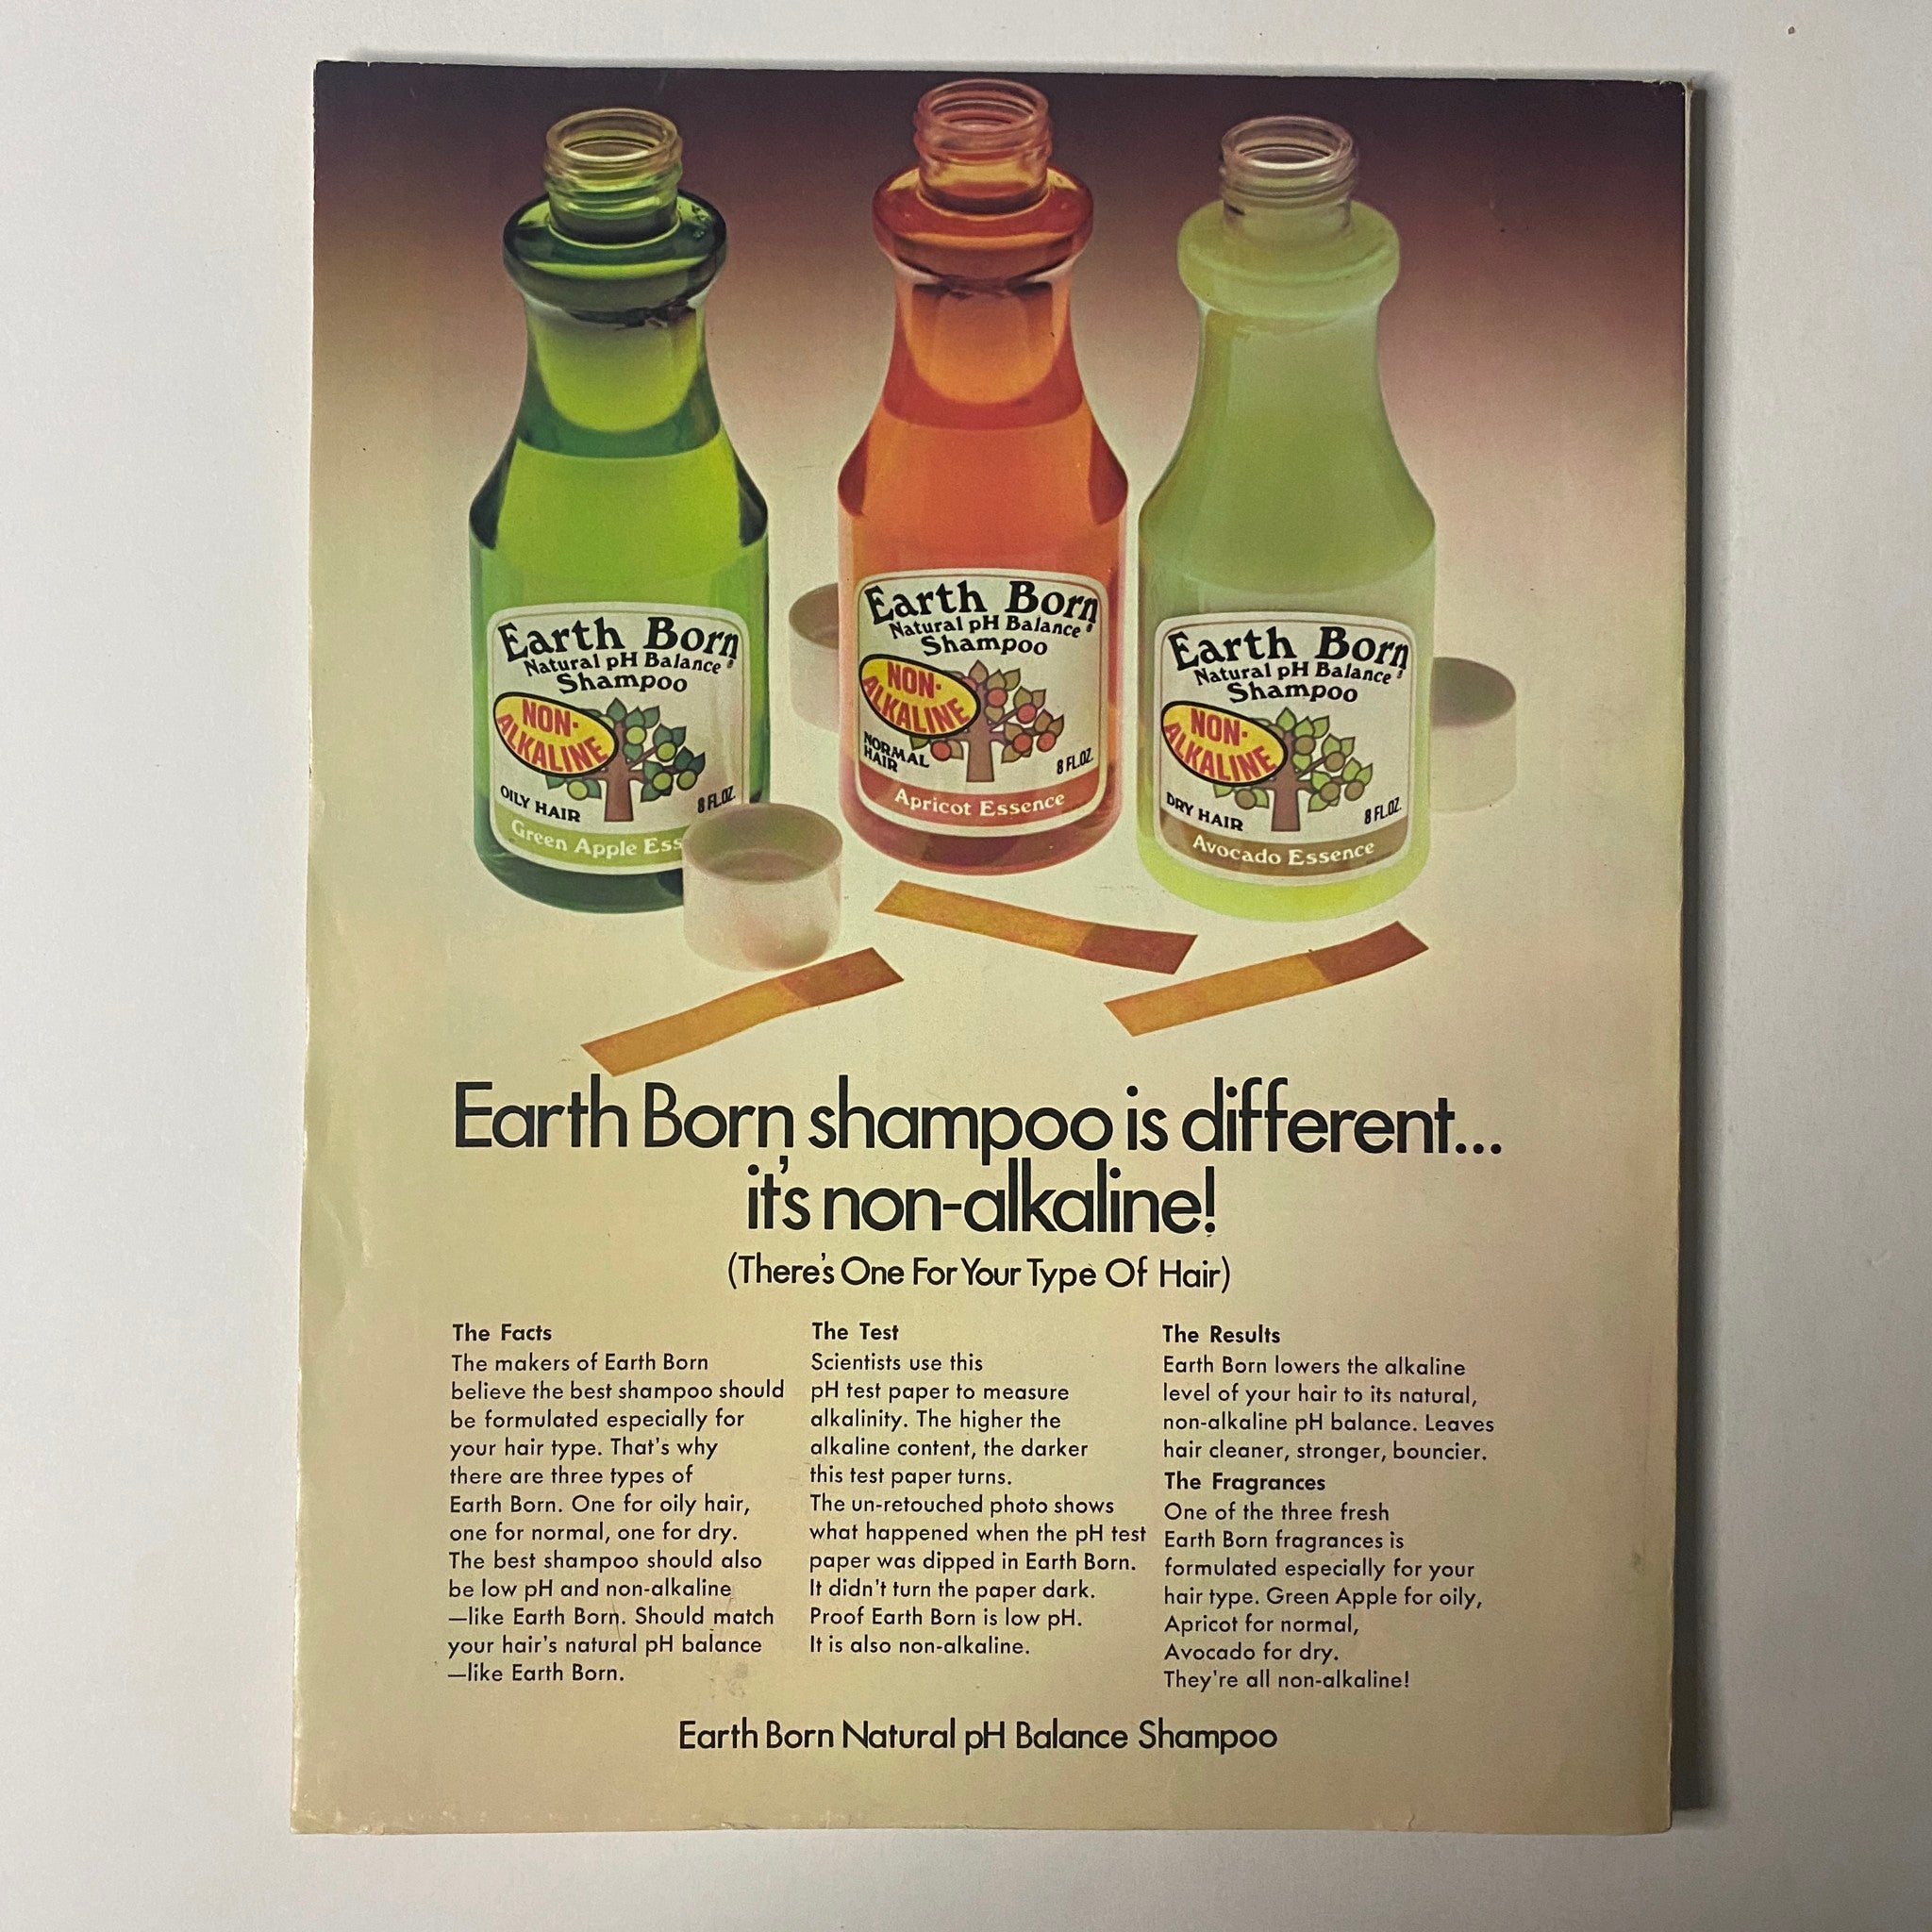 Earth Born
Natural pH Balance®
Shampoo
NON-
ALKALINE
OILY HAIR
8 FL.OZ.
Green Apple Ess
Earth Born
Natural pH Balance®
Shampoo
NON-
ALKALINE
NORMAL
HAIR
8 FL.OZ.
Apricot Essence
Earth Born
Natural pH Balance®
Shampoo
NON-
ALKALINE
DRY HAIR
8 FL.OZ.
Avocado Essence
Earth Born shampoo is different...
it's non-alkaline!
(There's One For Your Type Of Hair)
The Facts
The makers of Earth Born
believe the best shampoo should
be formulated especially for
your hair type. That's why
there are three types of
Earth Born. One for oily hair,
one for normal, one for dry.
The best shampoo should also
be low pH and non-alkaline
—like Earth Born. Should match
your hair's natural pH balance
—like Earth Born.
The Test
Scientists use this
pH test paper to measure
alkalinity. The higher the
alkaline content, the darker
this test paper turns.
The un-retouched photo shows
what happened when the pH test
paper was dipped in Earth Born.
It didn't turn the paper dark.
Proof Earth Born is low pH.
It is also non-alkaline.
The Results
Earth Born lowers the alkaline
level of your hair to its natural,
non-alkaline pH balance. Leaves
hair cleaner, stronger, bouncier.
The Fragrances
One of the three fresh
Earth Born fragrances is
formulated especially for your
hair type. Green Apple for oily,
Apricot for normal,
Avocado for dry.
They're all non-alkaline!
Earth Born Natural pH Balance Shampoo